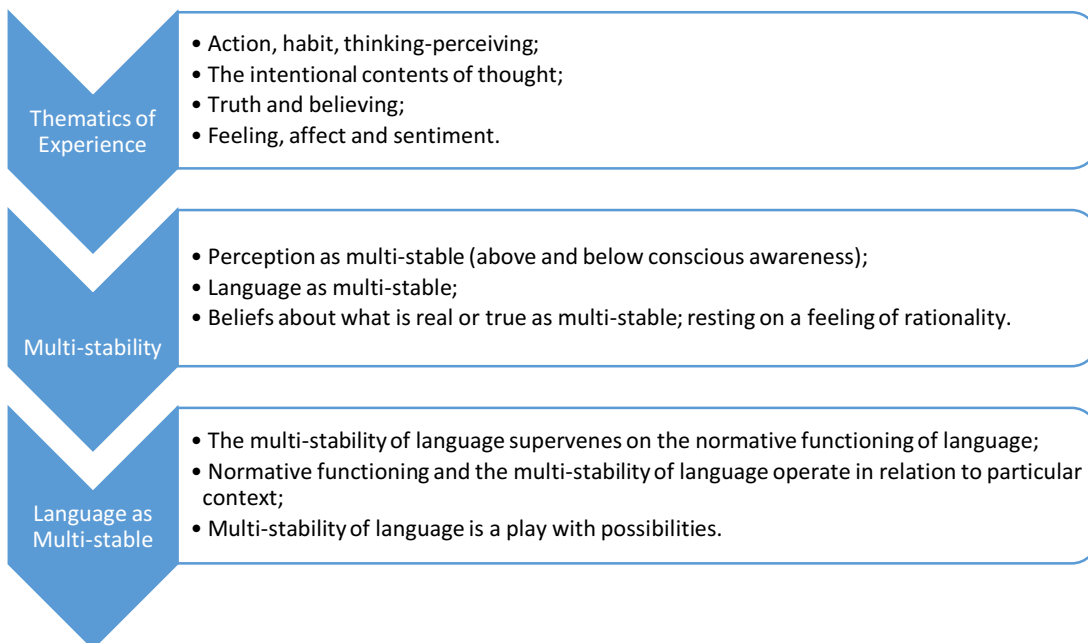 Thematics of
Experience
• Action, habit, thinking-perceiving;
• The intentional contents of thought;
• Truth and believing;
• Feeling, affect and sentiment.
Multi-stability
• Perception as multi-stable (above and below conscious awareness);
• Language as multi-stable;
• Beliefs about what is real or true as multi-stable; resting on a feeling of rationality.
Language as
Multi-stable
• The multi-stability of language supervenes on the normative functioning of language;
• Normative functioning and the multi-stability of language operate in relation to particular
context;
• Multi-stability of language is a play with possibilities.